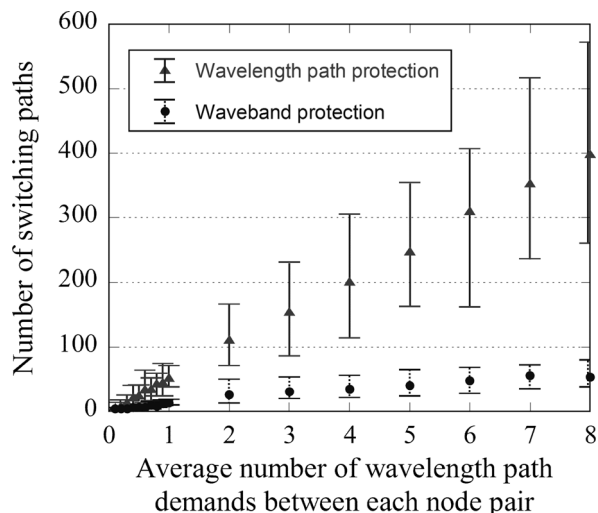 600
500
400
300
200
100
0
Number of switching paths
Wavelength path protection
Waveband protection
0 1 2 3 4 5 6 7 8
Average number of wavelength path
demands between each node pair